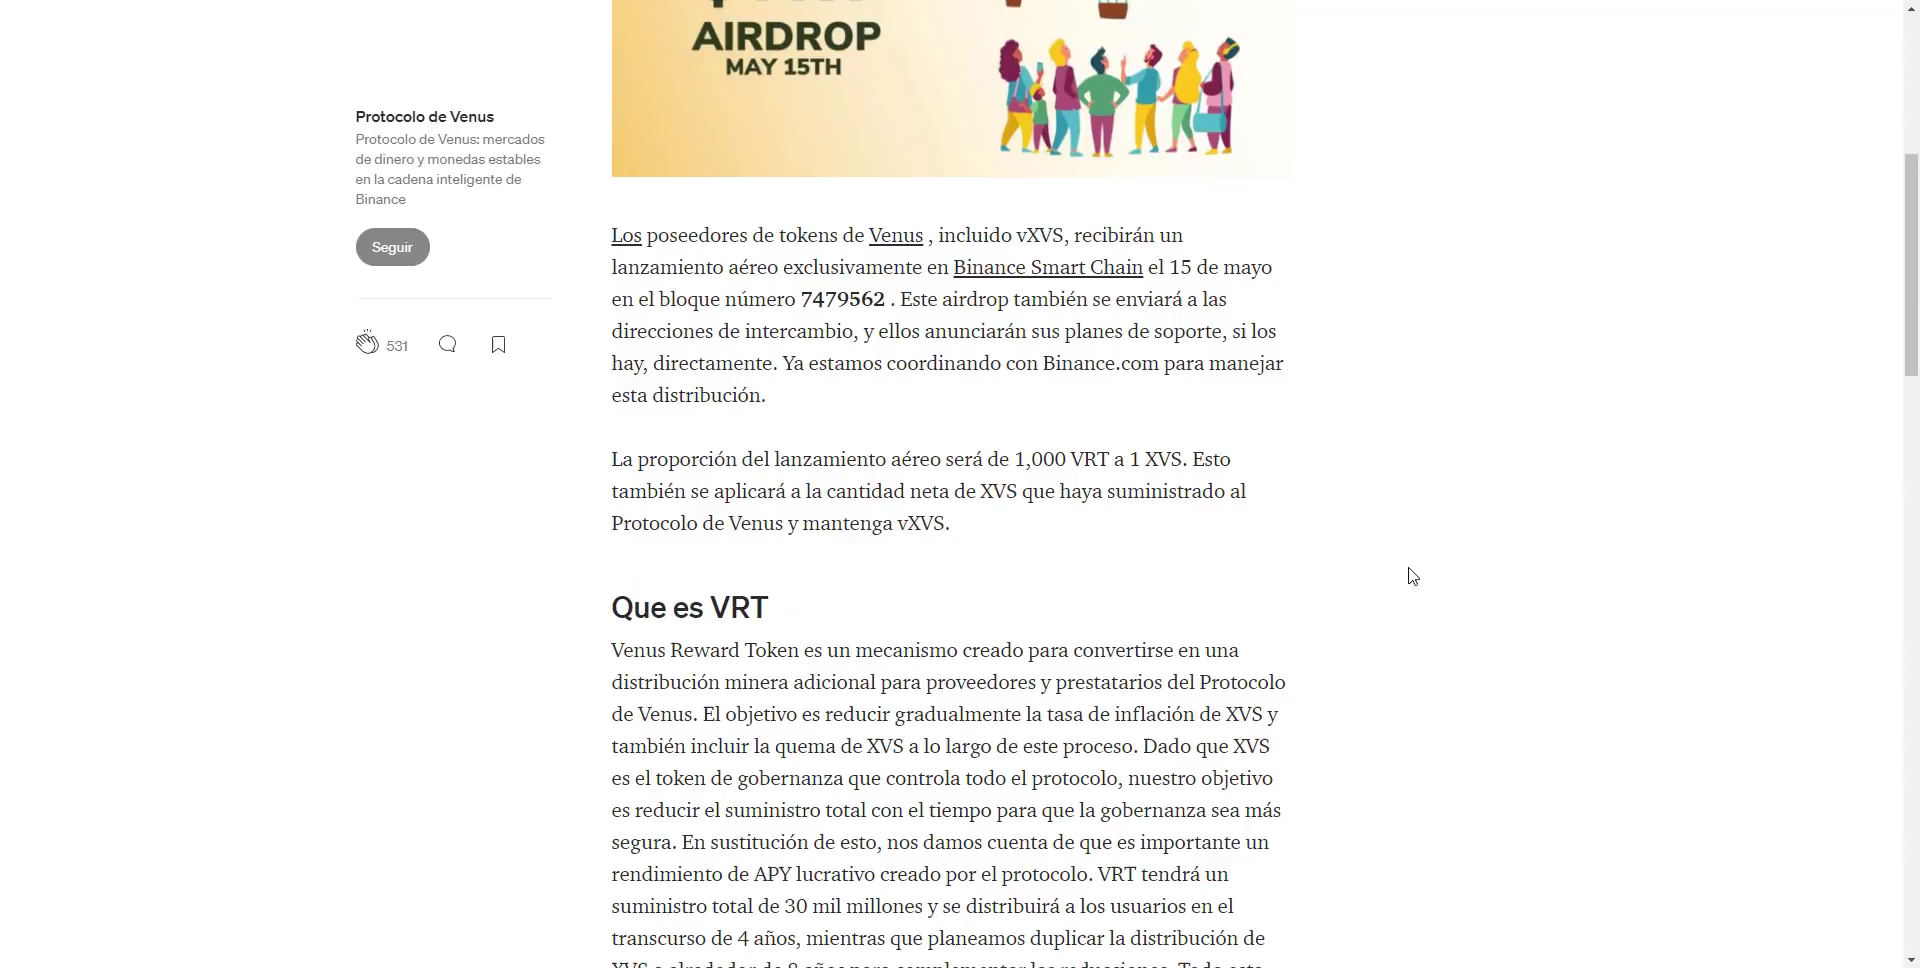 AIRDROP
MAY 15TH
Protocolo de Venus
Protocolo de Venus: mercados
de dinero y monedas estables
en la cadena inteligente de
Binance
Seguir
531
Los poseedores de tokens de Venus , incluido vXVS, recibirán un
lanzamiento aéreo exclusivamente en Binance Smart Chain el 15 de mayo
en el bloque número 7479562 . Este airdrop también se enviará a las
direcciones de intercambio, y ellos anunciarán sus planes de soporte, si los
hay, directamente. Ya estamos coordinando con Binance.com para manejar
esta distribución.
La proporción del lanzamiento aéreo será de 1,000 VRT a 1 XVS. Esto
también se aplicará a la cantidad neta de XVS que haya suministrado al
Protocolo de Venus y mantenga vXVS.
Que es VRT
Venus Reward Token es un mecanismo creado para convertirse en una
distribución minera adicional para proveedores y prestatarios del Protocolo
de Venus. El objetivo es reducir gradualmente la tasa de inflación de XVS y
también incluir la quema de XVS a lo largo de este proceso. Dado que XVS
es el token de gobernanza que controla todo el protocolo, nuestro objetivo
es reducir el suministro total con el tiempo para que la gobernanza sea más
segura. En sustitución de esto, nos damos cuenta de que es importante un
rendimiento de APY lucrativo creado por el protocolo. VRT tendrá un
suministro total de 30 mil millones y se distribuirá a los usuarios en el
transcurso de 4 años, mientras que planeamos duplicar la distribución de